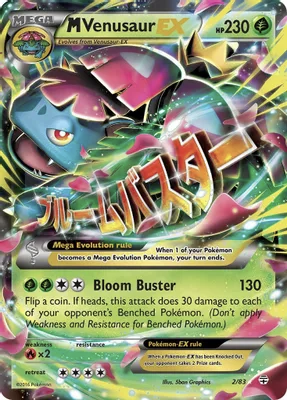 MEGA
M Venusaur EX HP230
Evolves from Venusaur-EX
ブルームバスター
Mega Evolution rule
When 1 of your Pokémon becomes a Mega Evolution Pokémon, your turn ends.
Bloom Buster 130
Flip a coin. If heads, this attack does 30 damage to
each of your opponent's Benched Pokémon. (Don't apply
Weakness and Resistance for Benched Pokémon.)
weakness resistance
×2
Pokémon-EX rule
When a Pokémon-EX has been Knocked Out,
your opponent takes 2 Prize cards.
retreat
©2016 Pokémon
Illus. 5ban Graphics
2/83